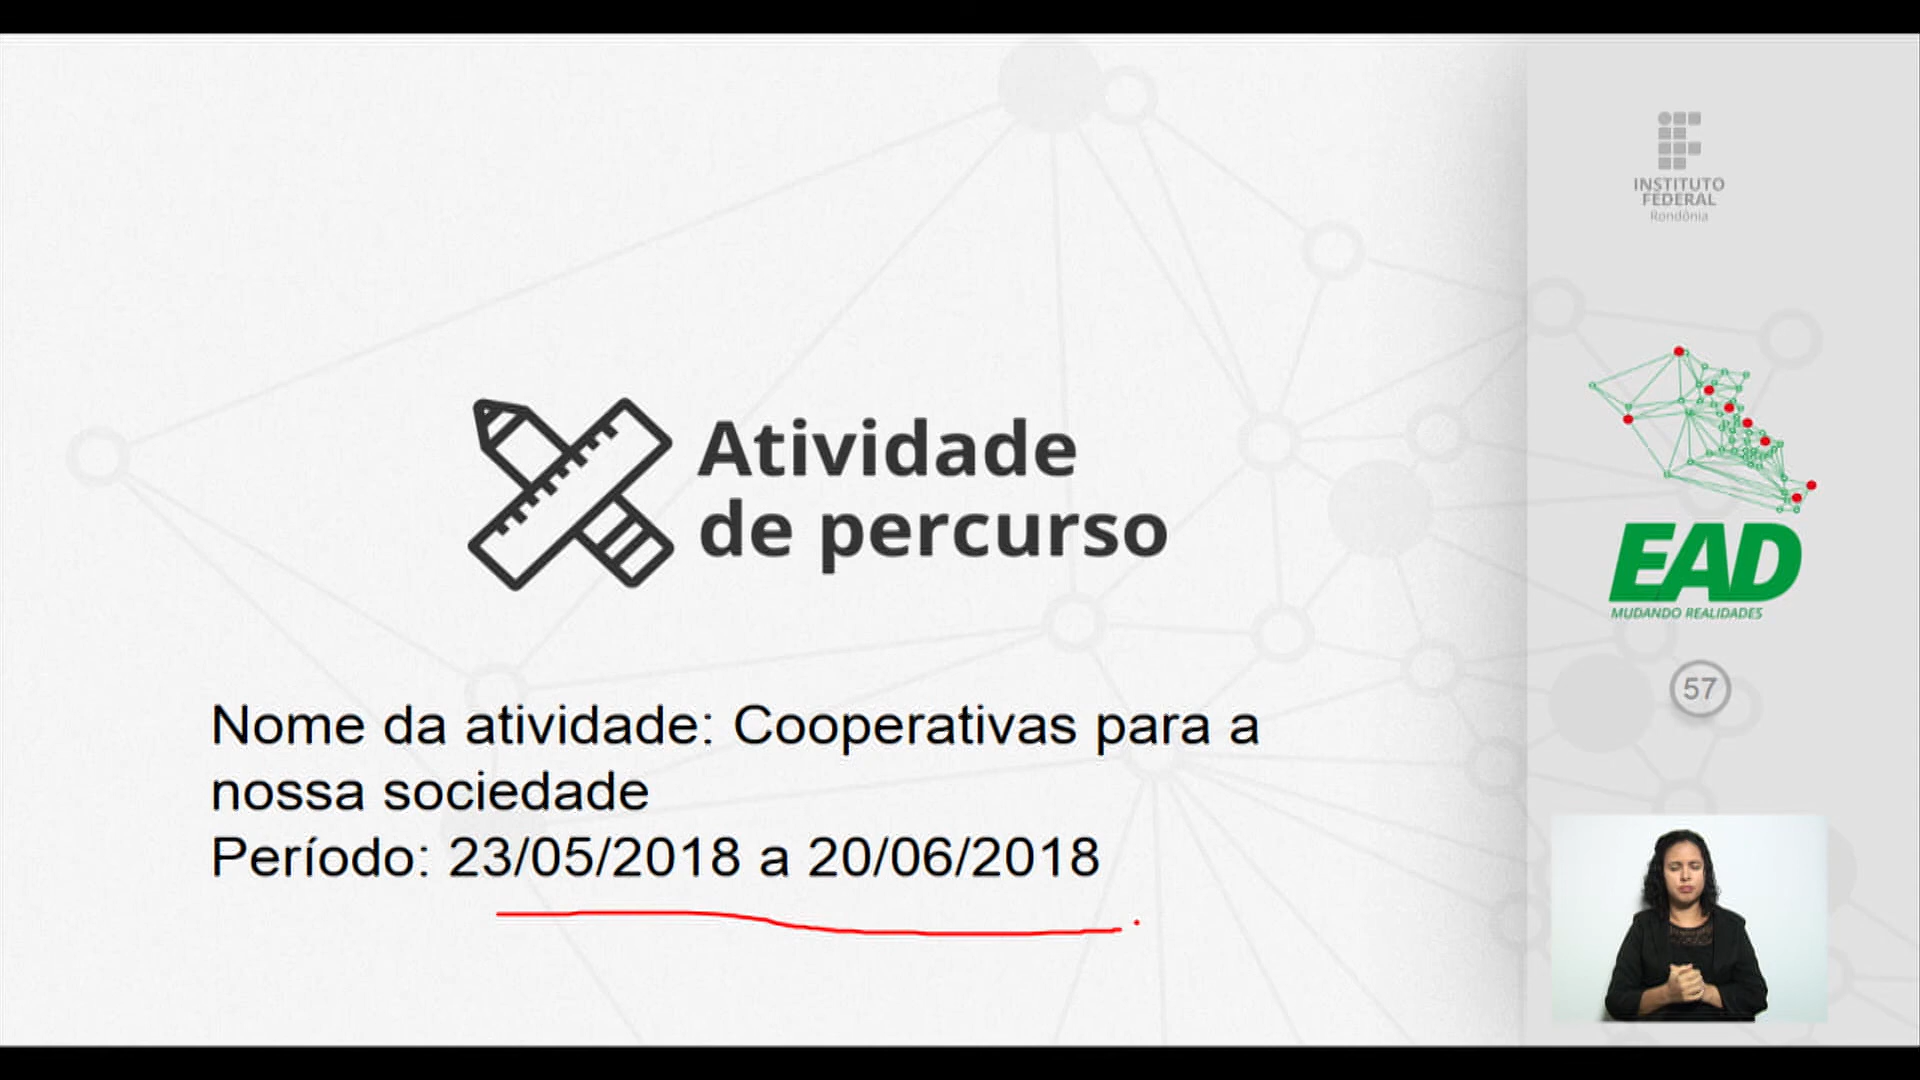 INSTITUTO
FEDERAL
Rondônia
Atividade
de percurso
EAD
MUDANDO REALIDADES
57
Nome da atividade: Cooperativas para a
nossa sociedade
Período: 23/05/2018 a 20/06/2018